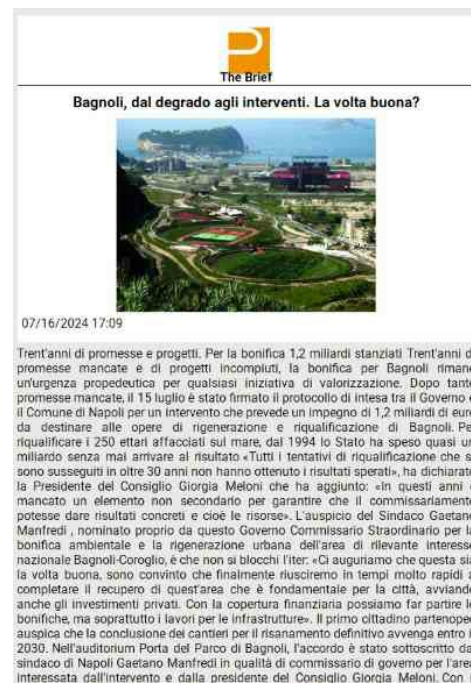 The Brief
Bagnoli, dal degrado agli interventi. La volta buona?
07/16/2024 17:09
Trent'anni di promesse e progetti. Per la bonifica 1,2 miliardi stanziati Trent'anni d
promesse mancate e di progetti incompiuti, la bonifica per Bagnoli rimane
un'urgenza propedeutica per qualsiasi iniziativa di valorizzazione. Dopo tante
promesse mancate, il 15 luglio è stato firmato il protocollo di intesa tra il Governo e
il Comune di Napoli per un intervento che prevede un impegno di 1,2 miliardi di euro
da destinare alle opere di rigenerazione e riqualificazione di Bagnoli. Per
riqualificare i 250 ettari affacciati sul mare, dal 1994 lo Stato ha speso quasi un
miliardo senza mai arrivare al risultato «Tutti i tentativi di riqualificazione che s
sono susseguiti in oltre 30 anni non hanno ottenuto i risultati sperati», ha dichiarato
la Presidente del Consiglio Giorgia Meloni che ha aggiunto: «In questi anni è
mancato un elemento non secondario per garantire che il commissariamento
potesse dare risultati concreti e cioè le risorse». L'auspicio del Sindaco Gaetano
Manfredi , nominato proprio da questo Governo Commissario Straordinario per la
bonifica ambientale e la rigenerazione urbana dell'area di rilevante interesse
nazionale Bagnoli-Coroglio, è che non si blocchi l'iter: «Ci auguriamo che questa sia
la volta buona, sono convinto che finalmente riusciremo in tempi molto rapidi a
completare il recupero di quest'area che è fondamentale per la città, avviando
anche gli investimenti privati. Con la copertura finanziaria possiamo far partire le
bonifiche, ma soprattutto i lavori per le infrastrutture». Il primo cittadino partenopeo
auspica che la conclusione dei cantieri per il risanamento definitivo avvenga entro i
2030. Nell'auditorium Porta del Parco di Bagnoli, l'accordo è stato sottoscritto dal
sindaco di Napoli Gaetano Manfredi in qualità di commissario di governo per l'area
interessata dall'intervento e dalla presidente del Consiglio Giorgia Meloni. Con i